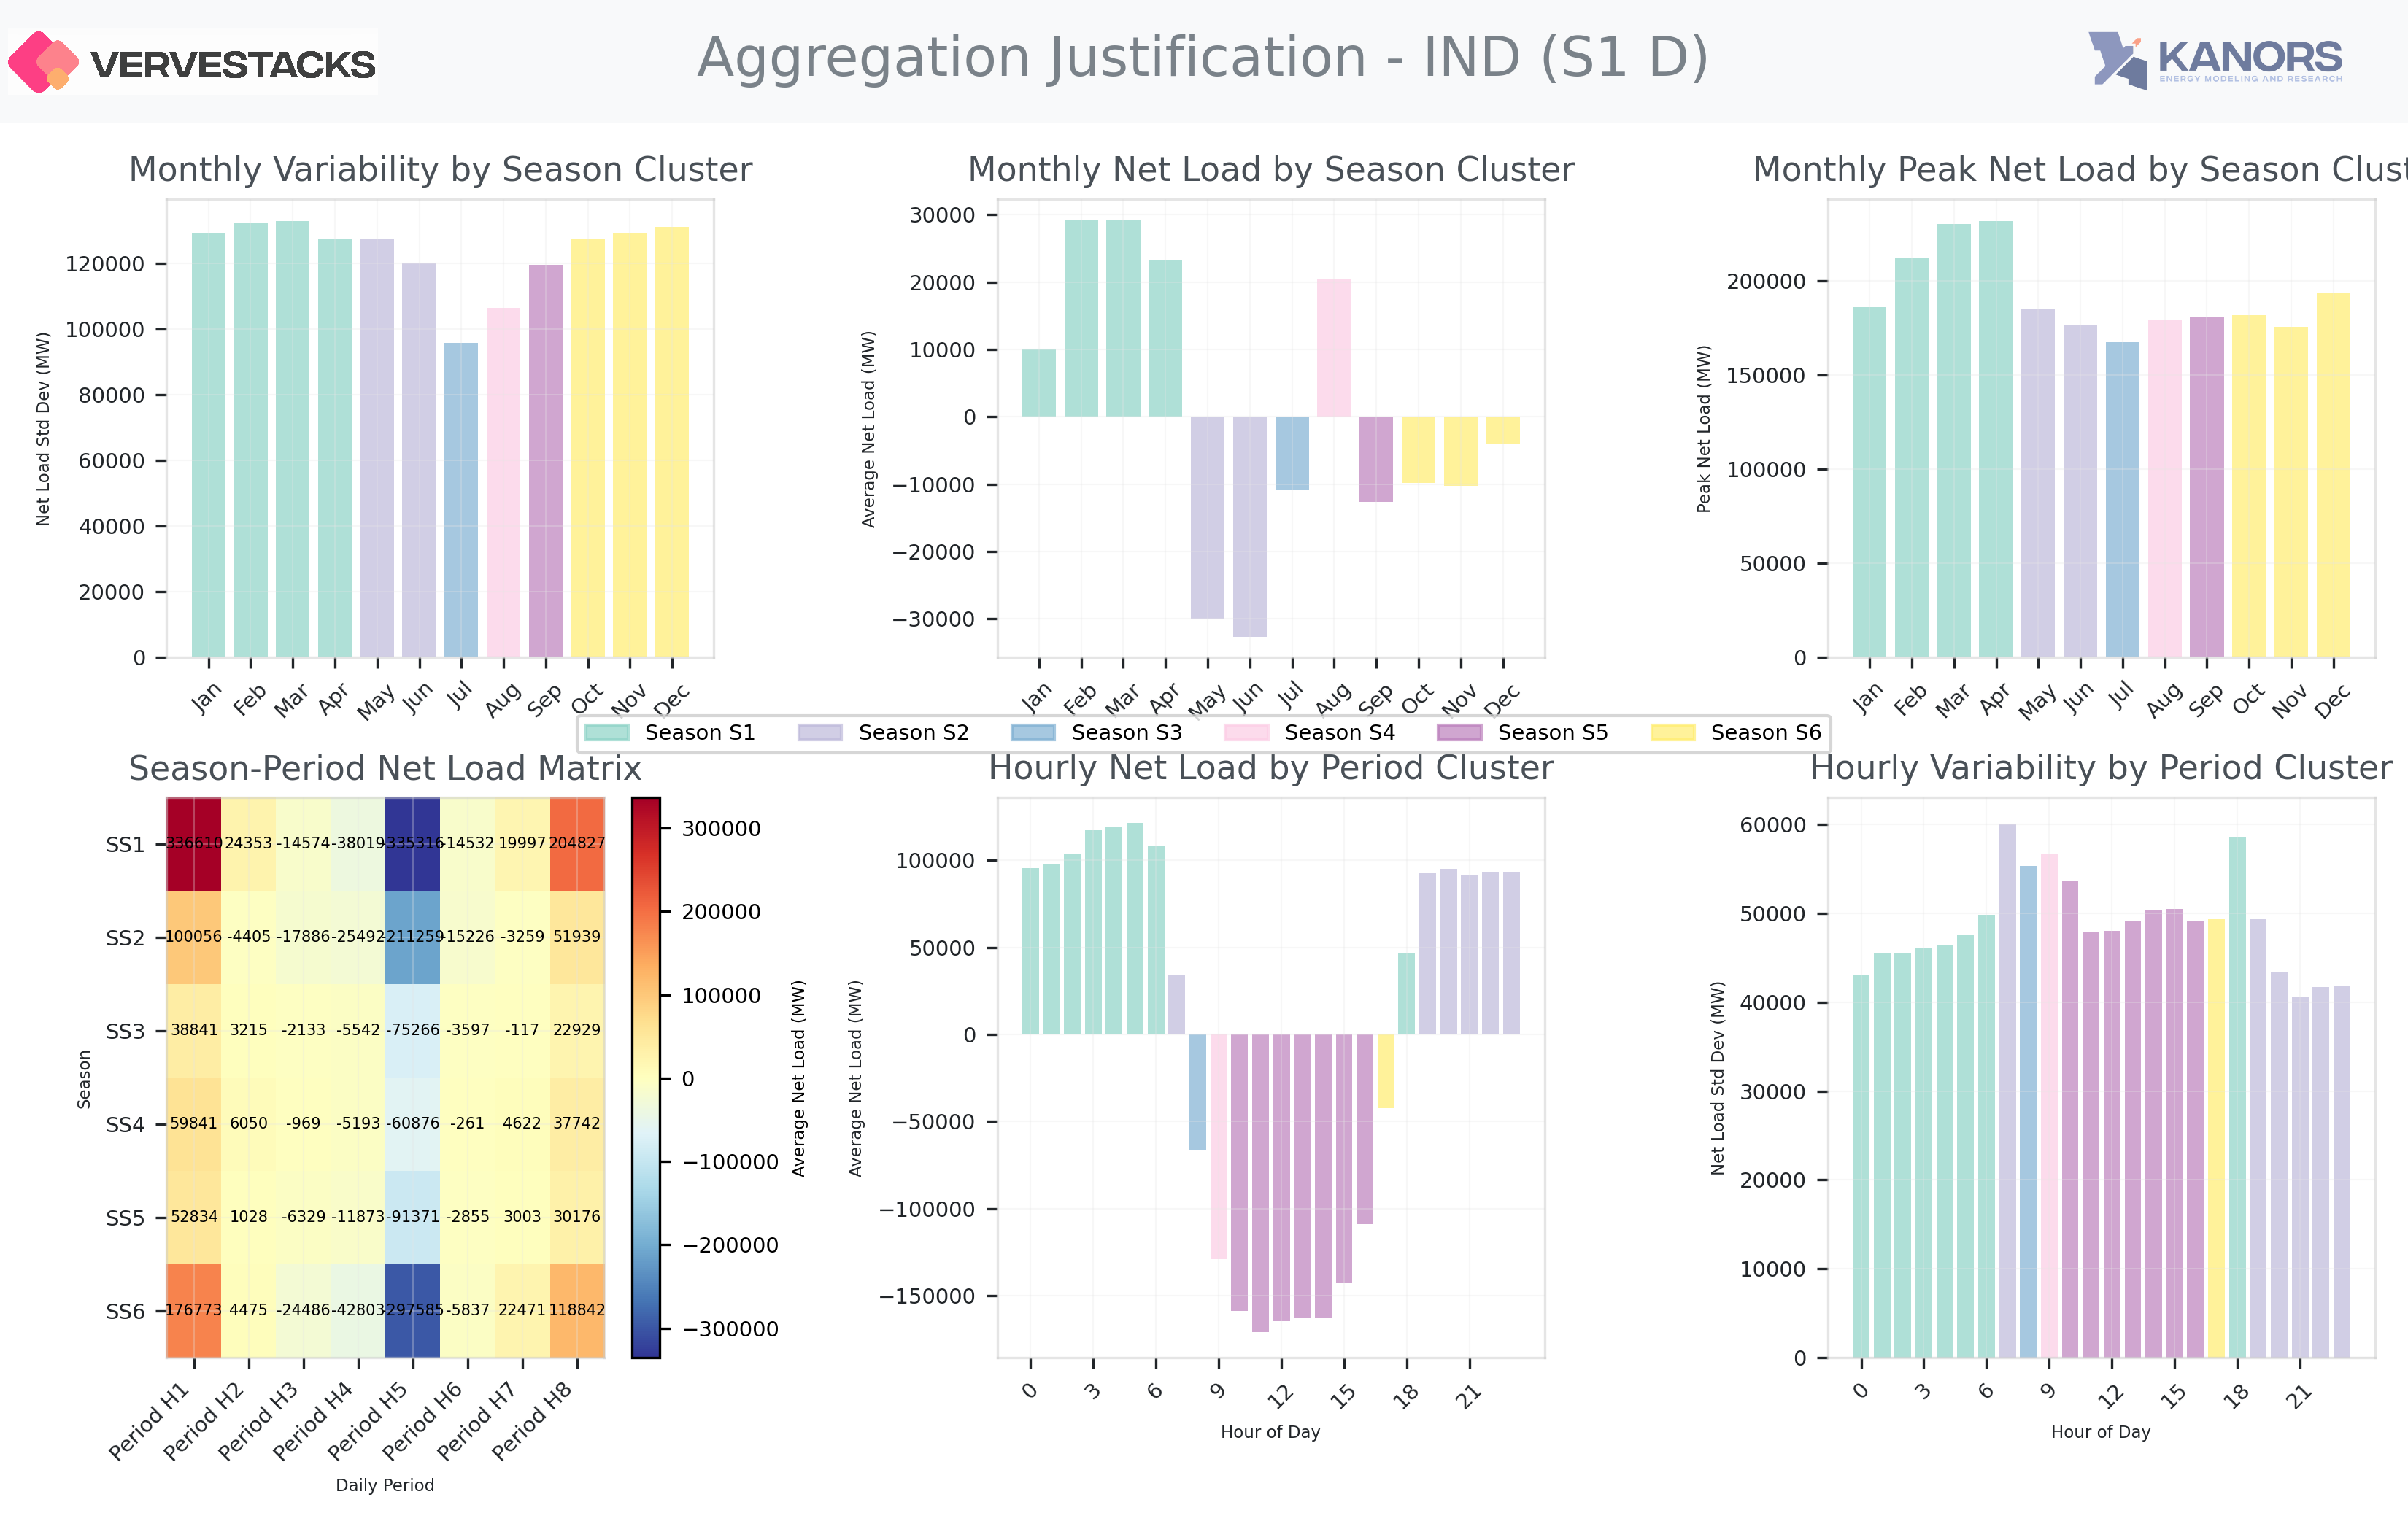 VERVESTACKS
Aggregation Justification - IND (S1 D)
KANORS
ENERGY MODELING AND RESEARCH
Monthly Variability by Season Cluster
Net Load Std Dev (MW)
120000
100000
80000
60000
40000
20000
0
Jan Feb Mar Apr May Jun Jul Aug Sep Oct Nov Dec
Monthly Net Load by Season Cluster
Average Net Load (MW)
30000
20000
10000
0
−10000
−20000
−30000
Jan Feb Mar Apr May Jun Jul Aug Sep Oct Nov Dec
Monthly Peak Net Load by Season Clust
Peak Net Load (MW)
200000
150000
100000
50000
0
Jan Feb Mar Apr May Jun Jul Aug Sep Oct Nov Dec
Season S1 Season S2 Season S3 Season S4 Season S5 Season S6
Season-Period Net Load Matrix
Season
SS1 336610 24353 -14574 -38019 -335316 -14532 19997 204827
SS2 100056 -4405 -17886 -25492 -211259 -15226 -3259 51939
SS3 38841 3215 -2133 -5542 -75266 -3597 -117 22929
SS4 59841 6050 -969 -5193 -60876 -261 4622 37742
SS5 52834 1028 -6329 -11873 -91371 -2855 3003 30176
SS6 176773 4475 -24486 -42803 -297585 -5837 22471 118842
Period H1 Period H2 Period H3 Period H4 Period H5 Period H6 Period H7 Period H8
Daily Period
300000
200000
100000
0
−100000
−200000
−300000
Average Net Load (MW)
Hourly Net Load by Period Cluster
Average Net Load (MW)
100000
50000
0
−50000
−100000
−150000
0 3 6 9 12 15 18 21
Hour of Day
Hourly Variability by Period Cluster
Net Load Std Dev (MW)
60000
50000
40000
30000
20000
10000
0
0 3 6 9 12 15 18 21
Hour of Day